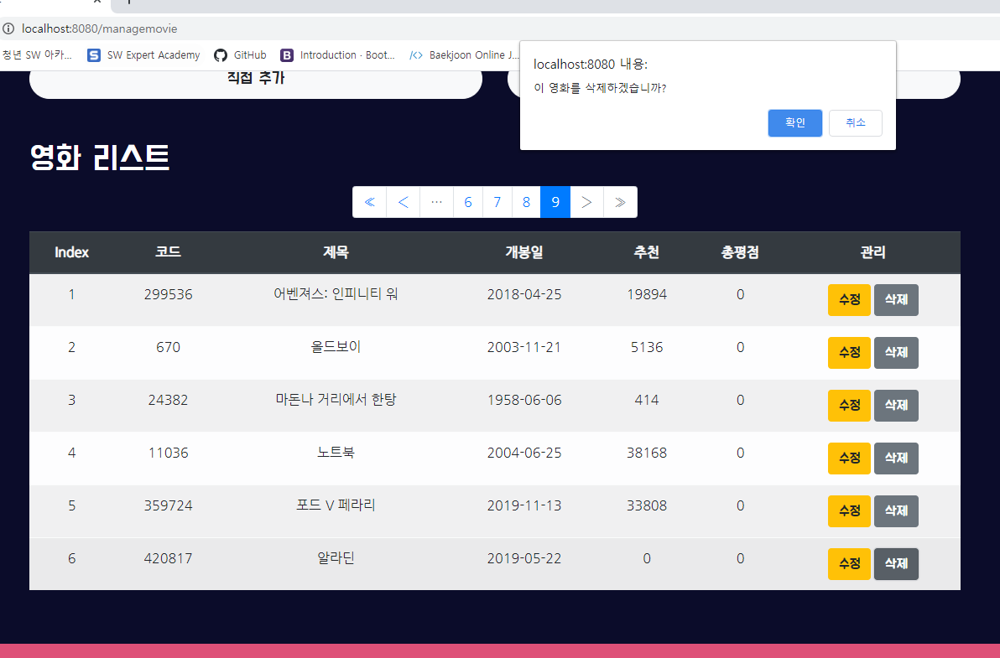 localhost:8080/managemovie
청년 SW 아카... SW Expert Academy GitHub Introduction · Boot... Baekjoon Online J...
localhost:8080 내용:
이 영화를 삭제하겠습니까?
확인 취소
직접 추가
영화 리스트
≪ < ... 6 7 8 9 > ≫
Index 코드 제목 개봉일 추천 총평점 관리
1 299536 어벤져스: 인피니티 워 2018-04-25 19894 0 수정 삭제
2 670 올드보이 2003-11-21 5136 0 수정 삭제
3 24382 마돈나 거리에서 한탕 1958-06-06 414 0 수정 삭제
4 11036 노트북 2004-06-25 38168 0 수정 삭제
5 359724 포드 V 페라리 2019-11-13 33808 0 수정 삭제
6 420817 알라딘 2019-05-22 0 0 수정 삭제